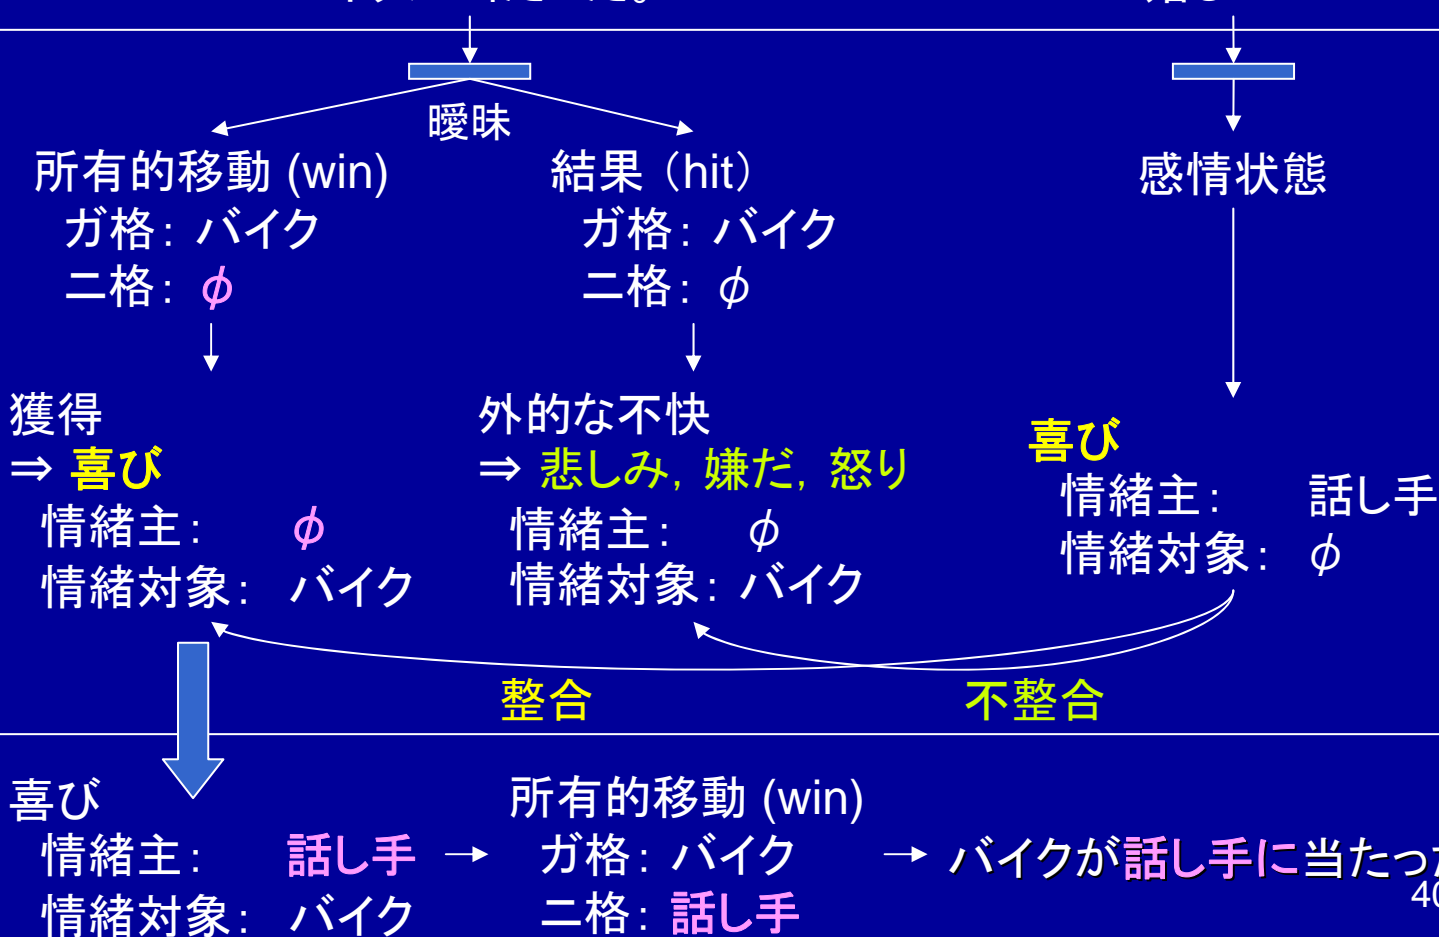 曖昧
所有的移動 (win)
ガ格： バイク
ニ格： φ
結果（hit）
ガ格： バイク
ニ格： φ
感情状態
獲得
⇒ 喜び
情緒主： φ
情緒対象： バイク
外的な不快
⇒ 悲しみ, 嫌だ, 怒り
情緒主： φ
情緒対象： バイク
喜び
情緒主： 話し手
情緒対象： φ
整合
不整合
喜び
情緒主： 話し手
情緒対象： バイク
→
所有的移動 (win)
ガ格： バイク
ニ格： 話し手
→ バイクが話し手に当たった
40